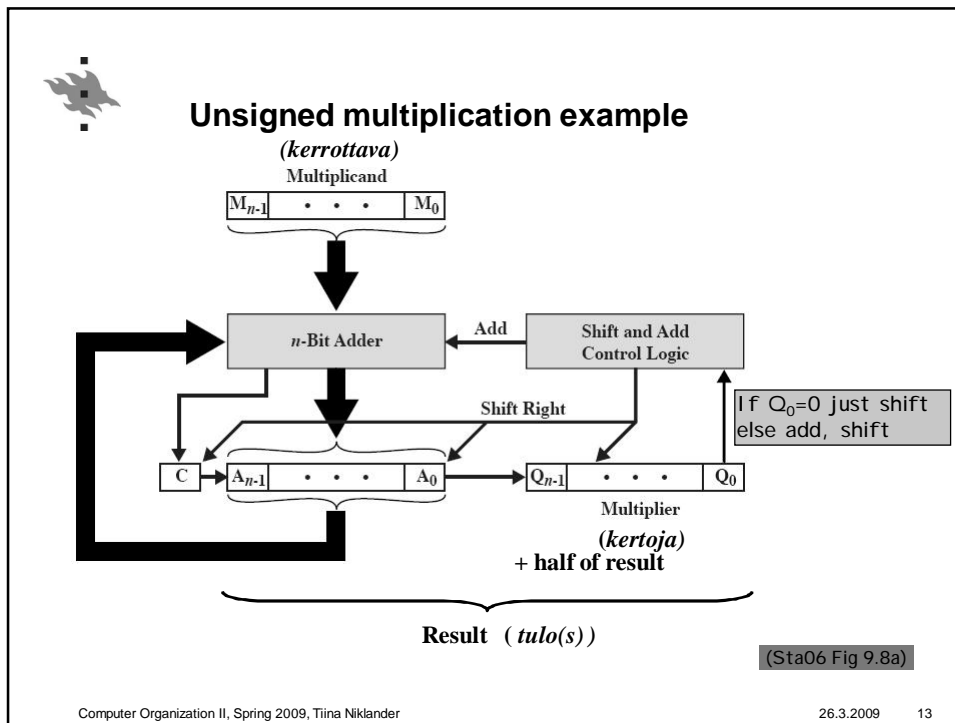 Unsigned multiplication example
(kerrottava)
Multiplicand
Mn-1 • • • M0
n-Bit Adder
Add
Shift and Add
Control Logic
Shift Right
If Q0=0 just shift
else add, shift
C
An-1 • • • A0
Qn-1 • • • Q0
Multiplier
(kertoja)
+ half of result
Result ( tulo(s) )
(Sta06 Fig 9.8a)
Computer Organization II, Spring 2009, Tiina Niklander
26.3.2009 13